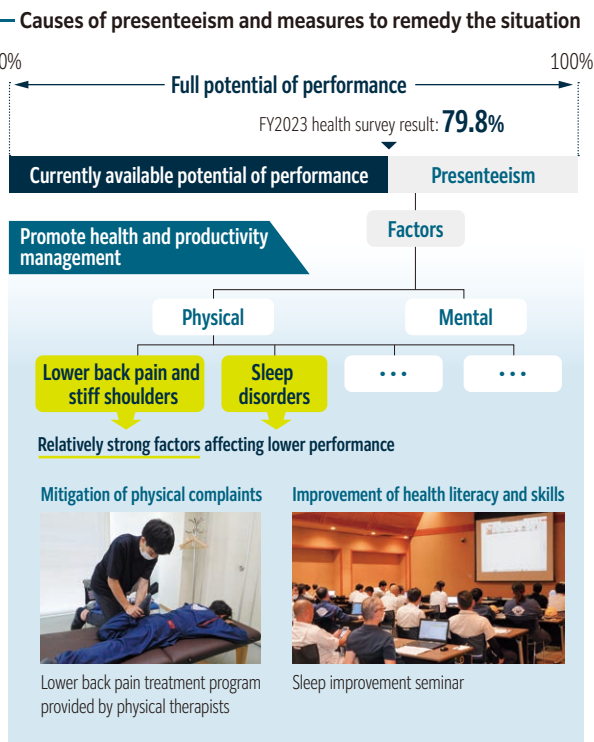 Causes of presenteeism and measures to remedy the situation
0%
100%
Full potential of performance
FY2023 health survey result: 79.8%
Currently available potential of performance
Presenteeism
Factors
Promote health and productivity
management
Physical
Mental
Lower back pain and
stiff shoulders
Sleep
disorders
•••
•••
Relatively strong factors affecting lower performance
Mitigation of physical complaints
Improvement of health literacy and skills
Lower back pain treatment program
provided by physical therapists
Sleep improvement seminar